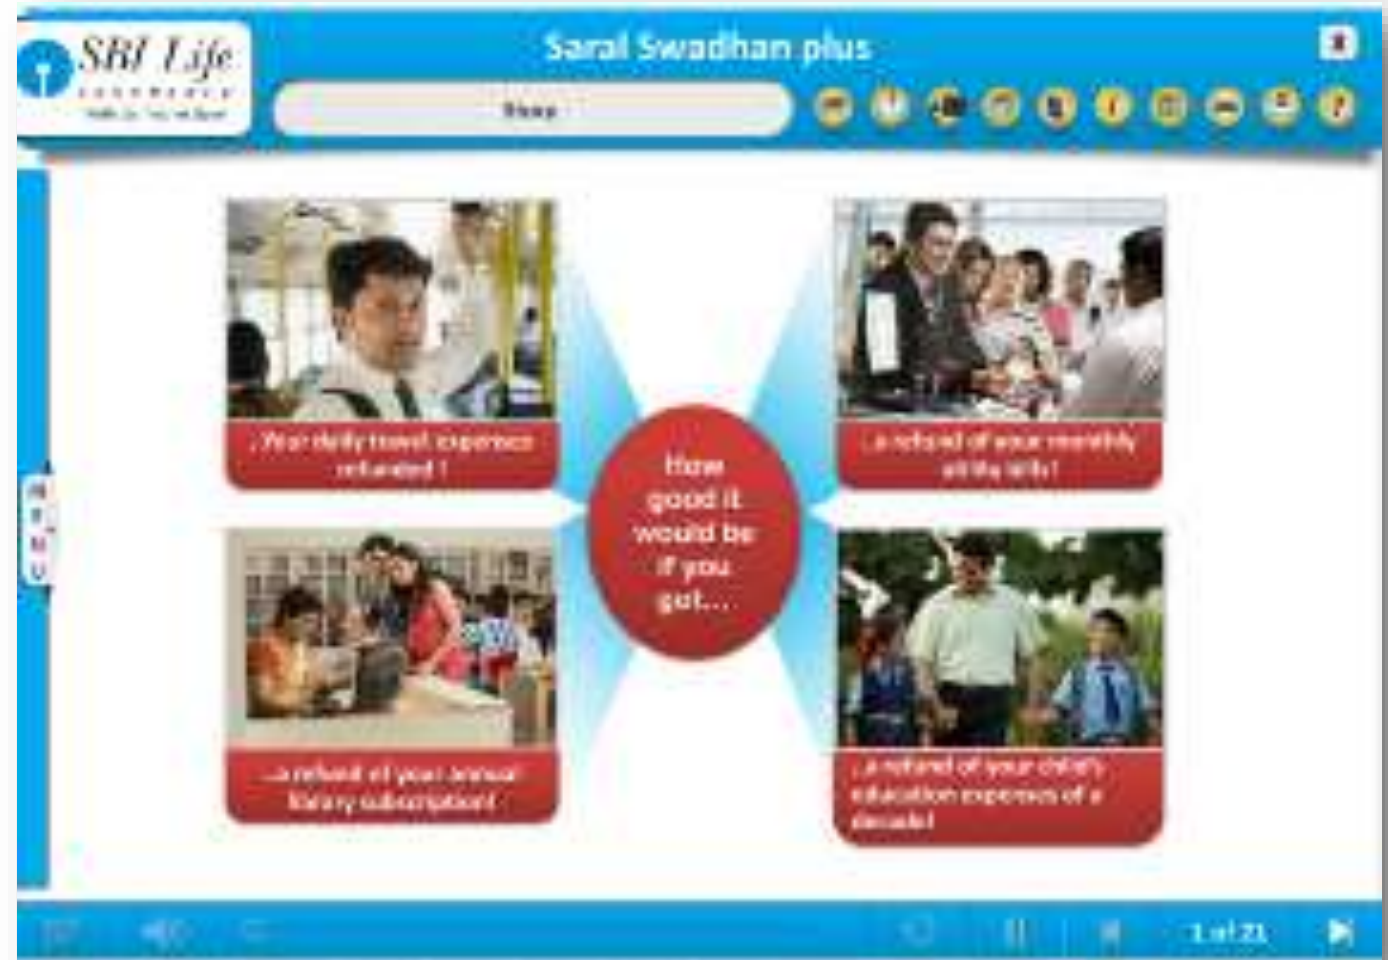 SBI Life
Saral Swadhan plus
..Your daily travel expenses
refunded !
..a refund of your monthly
utility bills!
How
good it
would be
if you
got...
M
E
N
U
..a refund of your annual
library subscription!
..a refund of your child's
education expenses of a
decade!
1 of 21